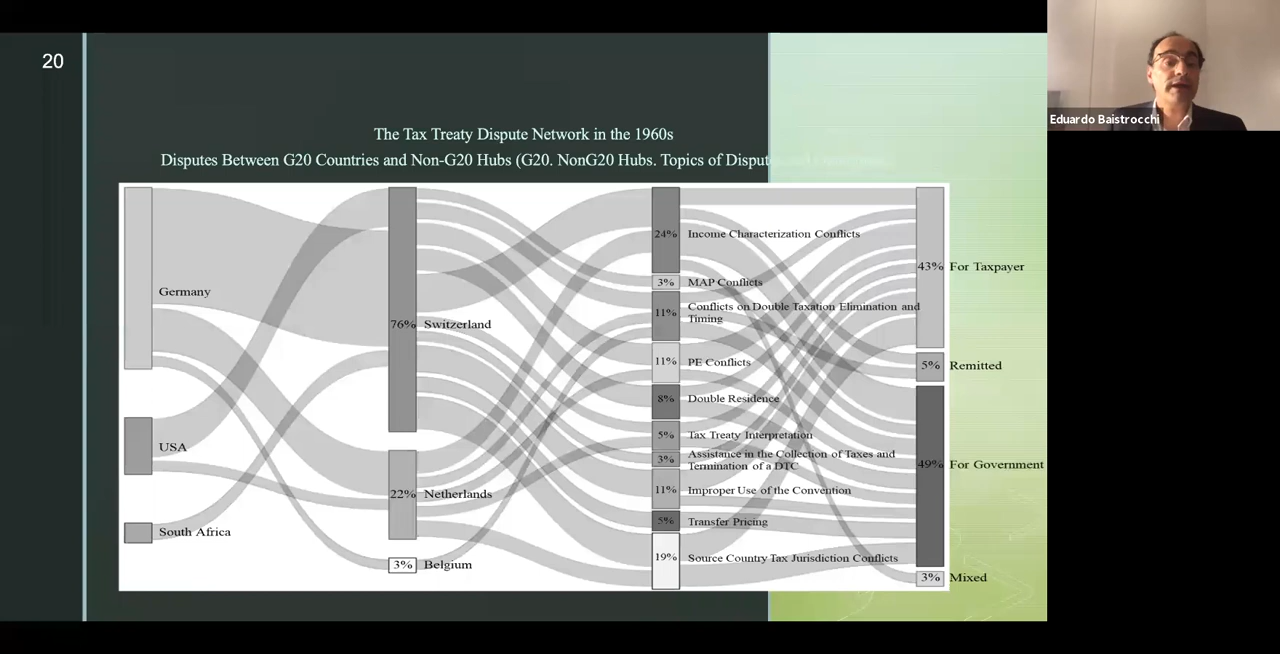 20
Eduardo Baistrocchi
The Tax Treaty Dispute Network in the 1960s
Disputes Between G20 Countries and Non-G20 Hubs (G20. NonG20 Hubs. Topics of Dispute
Germany
USA
South Africa
76% Switzerland
22% Netherlands
3% Belgium
24% Income Characterization Conflicts
3% MAP Conflicts
11% Conflicts on Double Taxation Elimination and
Timing
11% PE Conflicts
8% Double Residence
5% Tax Treaty Interpretation
3% Assistance in the Collection of Taxes and
Termination of a DTC
11% Improper Use of the Convention
5% Transfer Pricing
19% Source Country Tax Jurisdiction Conflicts
43% For Taxpayer
5% Remitted
49% For Government
3% Mixed